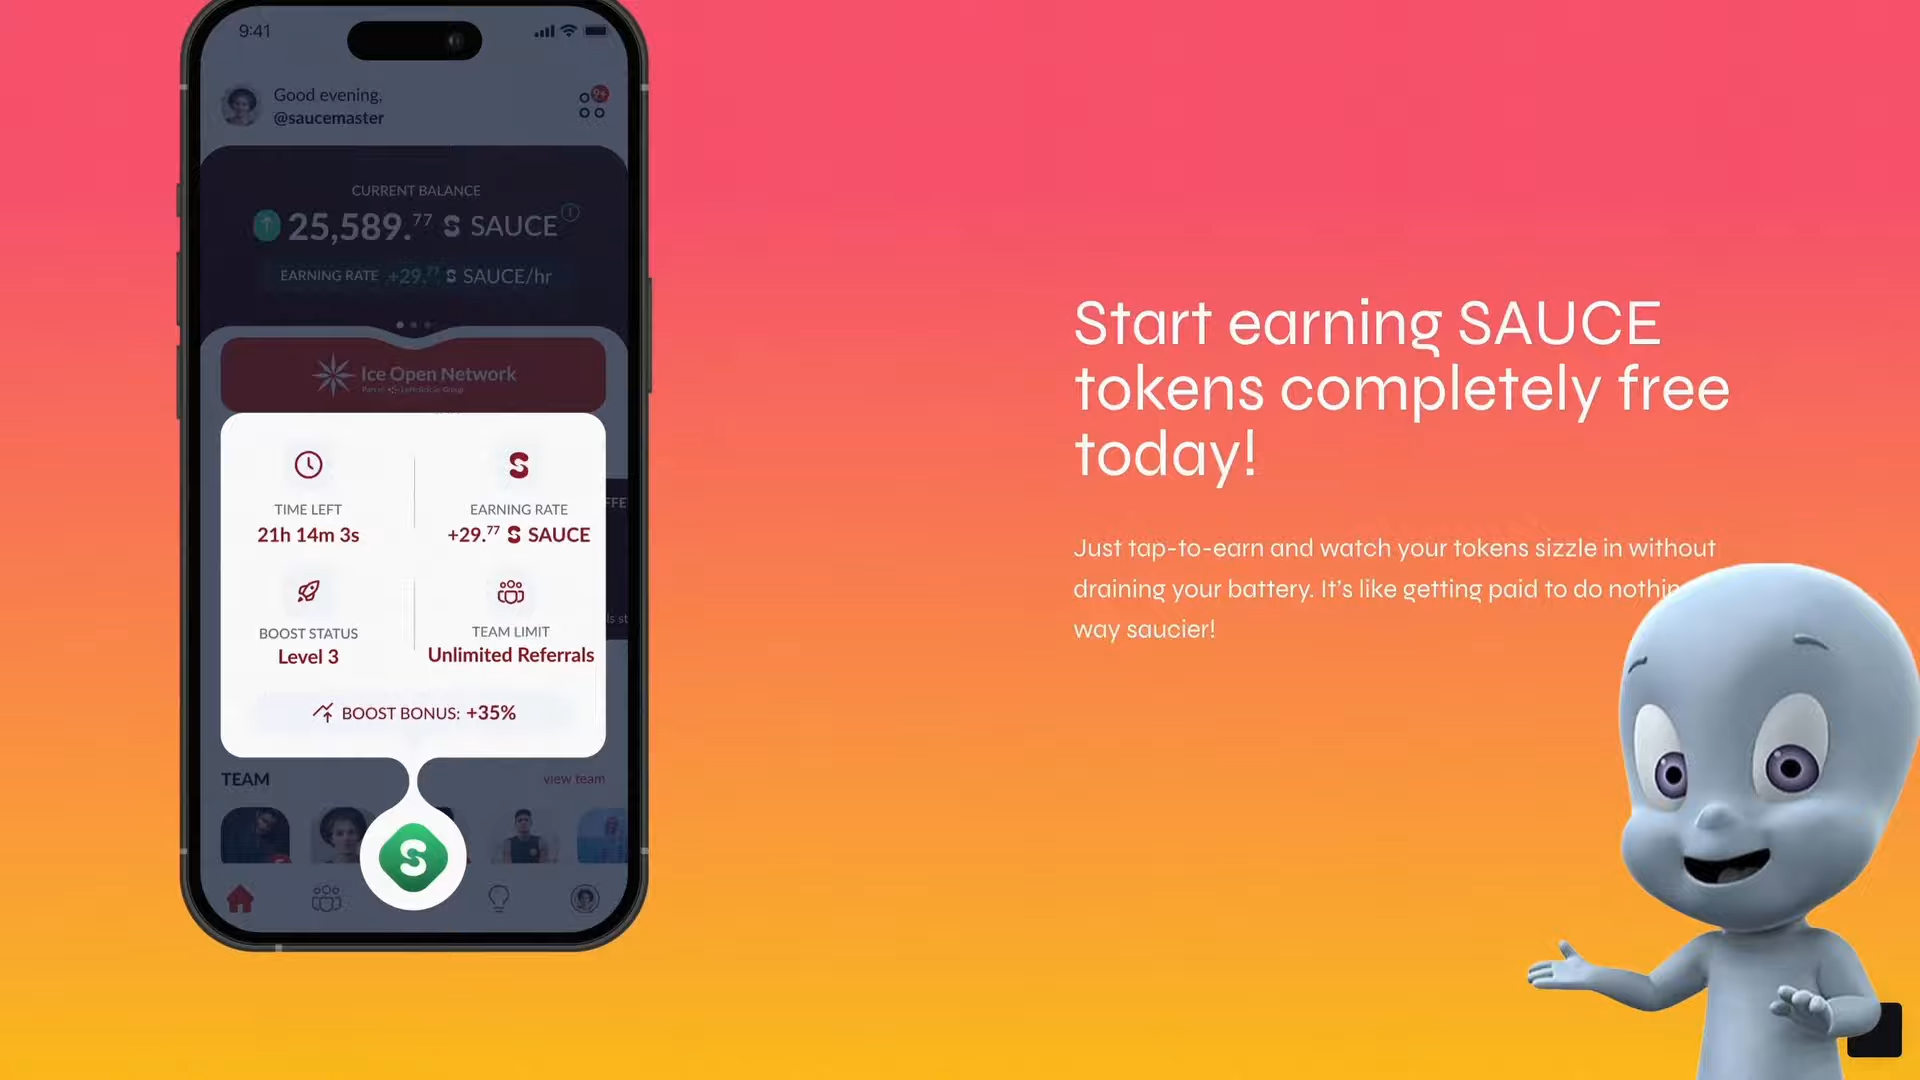 9:41
Good evening,
@saucemaster
9+
CURRENT BALANCE
25,589.77 S SAUCE
EARNING RATE +29.77 S SAUCE/hr
Ice Open Network
TIME LEFT
21h 14m 3s
EARNING RATE
+29.77 S SAUCE
BOOST STATUS
Level 3
TEAM LIMIT
Unlimited Referrals
BOOST BONUS: +35%
TEAM
view team
Start earning SAUCE
tokens completely free
today!
Just tap-to-earn and watch your tokens sizzle in without
draining your battery. It’s like getting paid to do
way saucier!